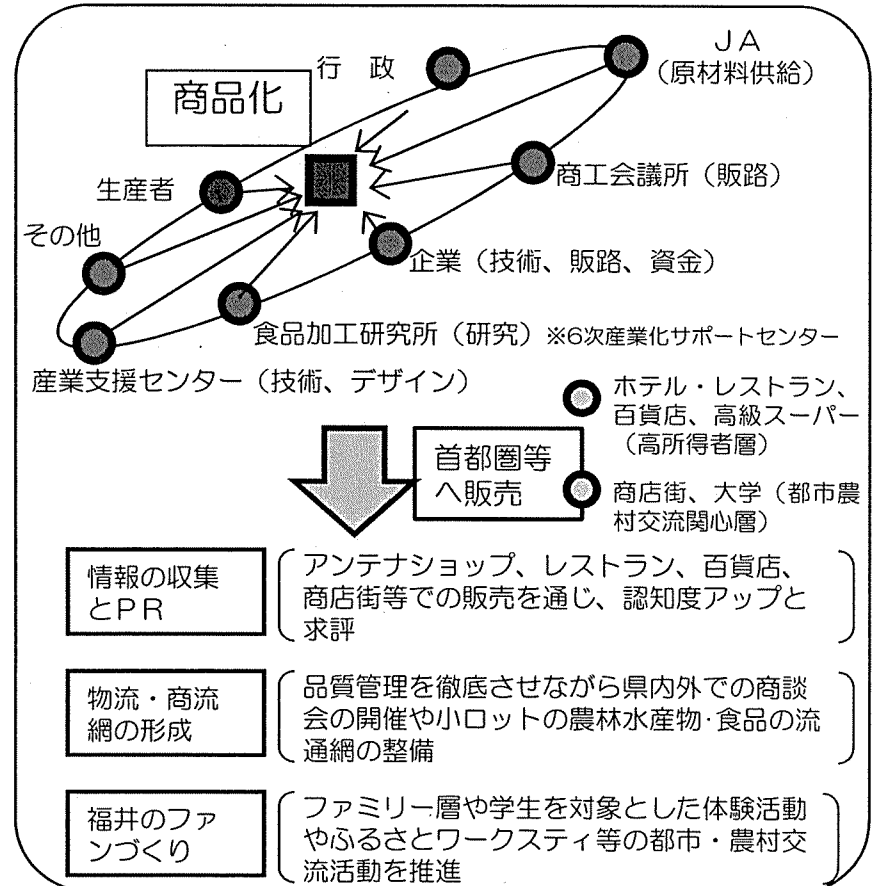 行 政
JA
(原材料供給)
商品化
商工会議所(販路)
生産者
その他
企業(技術、販路、資金)
食品加工研究所(研究)※6次産業化サポートセンター
産業支援センター(技術、デザイン)
ホテル・レストラン、
百貨店、高級スーパー
(高所得者層)
首都圏等
へ販売
商店街、大学(都市農
村交流関心層)
情報の収集
とPR
アンテナショップ、レストラン、百貨店、
商店街等での販売を通じ、認知度アップと
求評
物流・商流
網の形成
品質管理を徹底させながら県内外での商談
会の開催や小ロットの農林水産物・食品の流
通網の整備
福井のファ
ンづくり
ファミリー層や学生を対象とした体験活動
やふるさとワークスティ等の都市・農村交
流活動を推進